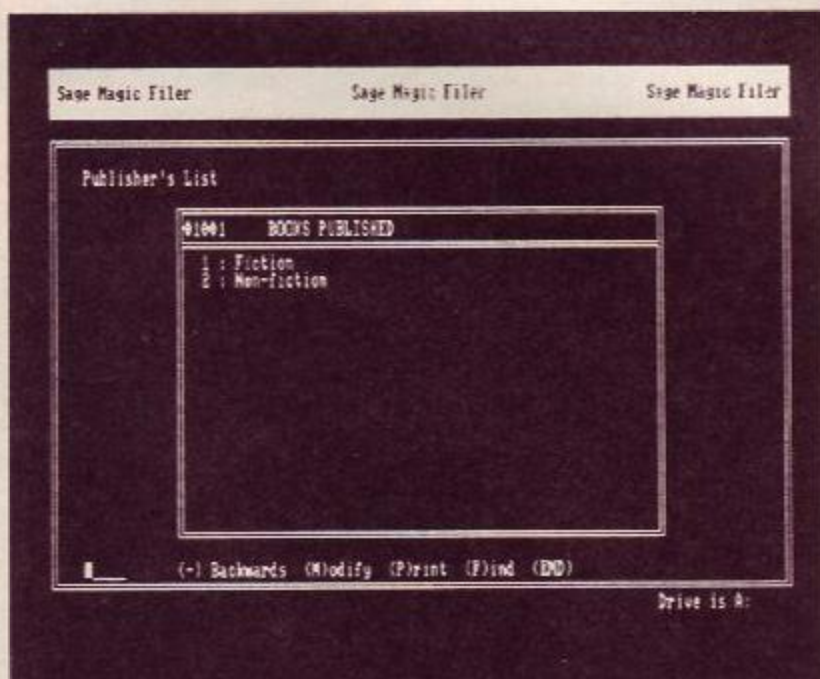 Sage Magic Filer Sage Magic Filer Sage Magic Filer
Publisher's List
01001 BOOKS PUBLISHED
1 : Fiction
2 : Non-fiction
(-) Backwards (M)odify (P)rint (F)ind (END)
Drive is A: